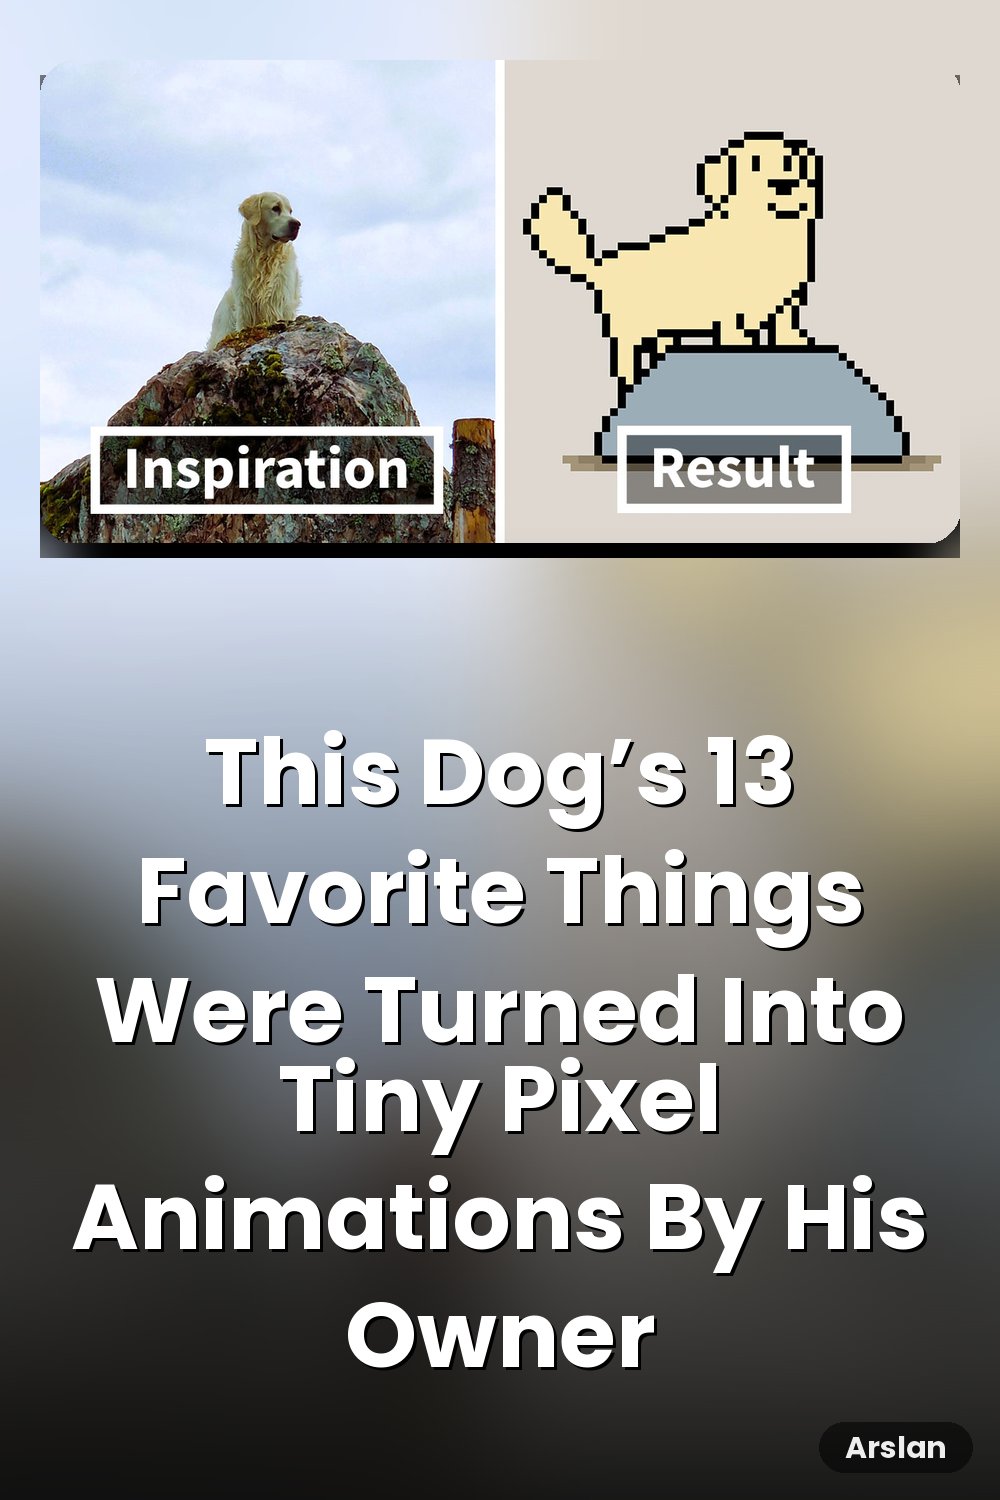 Inspiration
Result
This Dog’s 13
Favorite Things
Were Turned Into
Tiny Pixel
Animations By His
Owner
Arslan